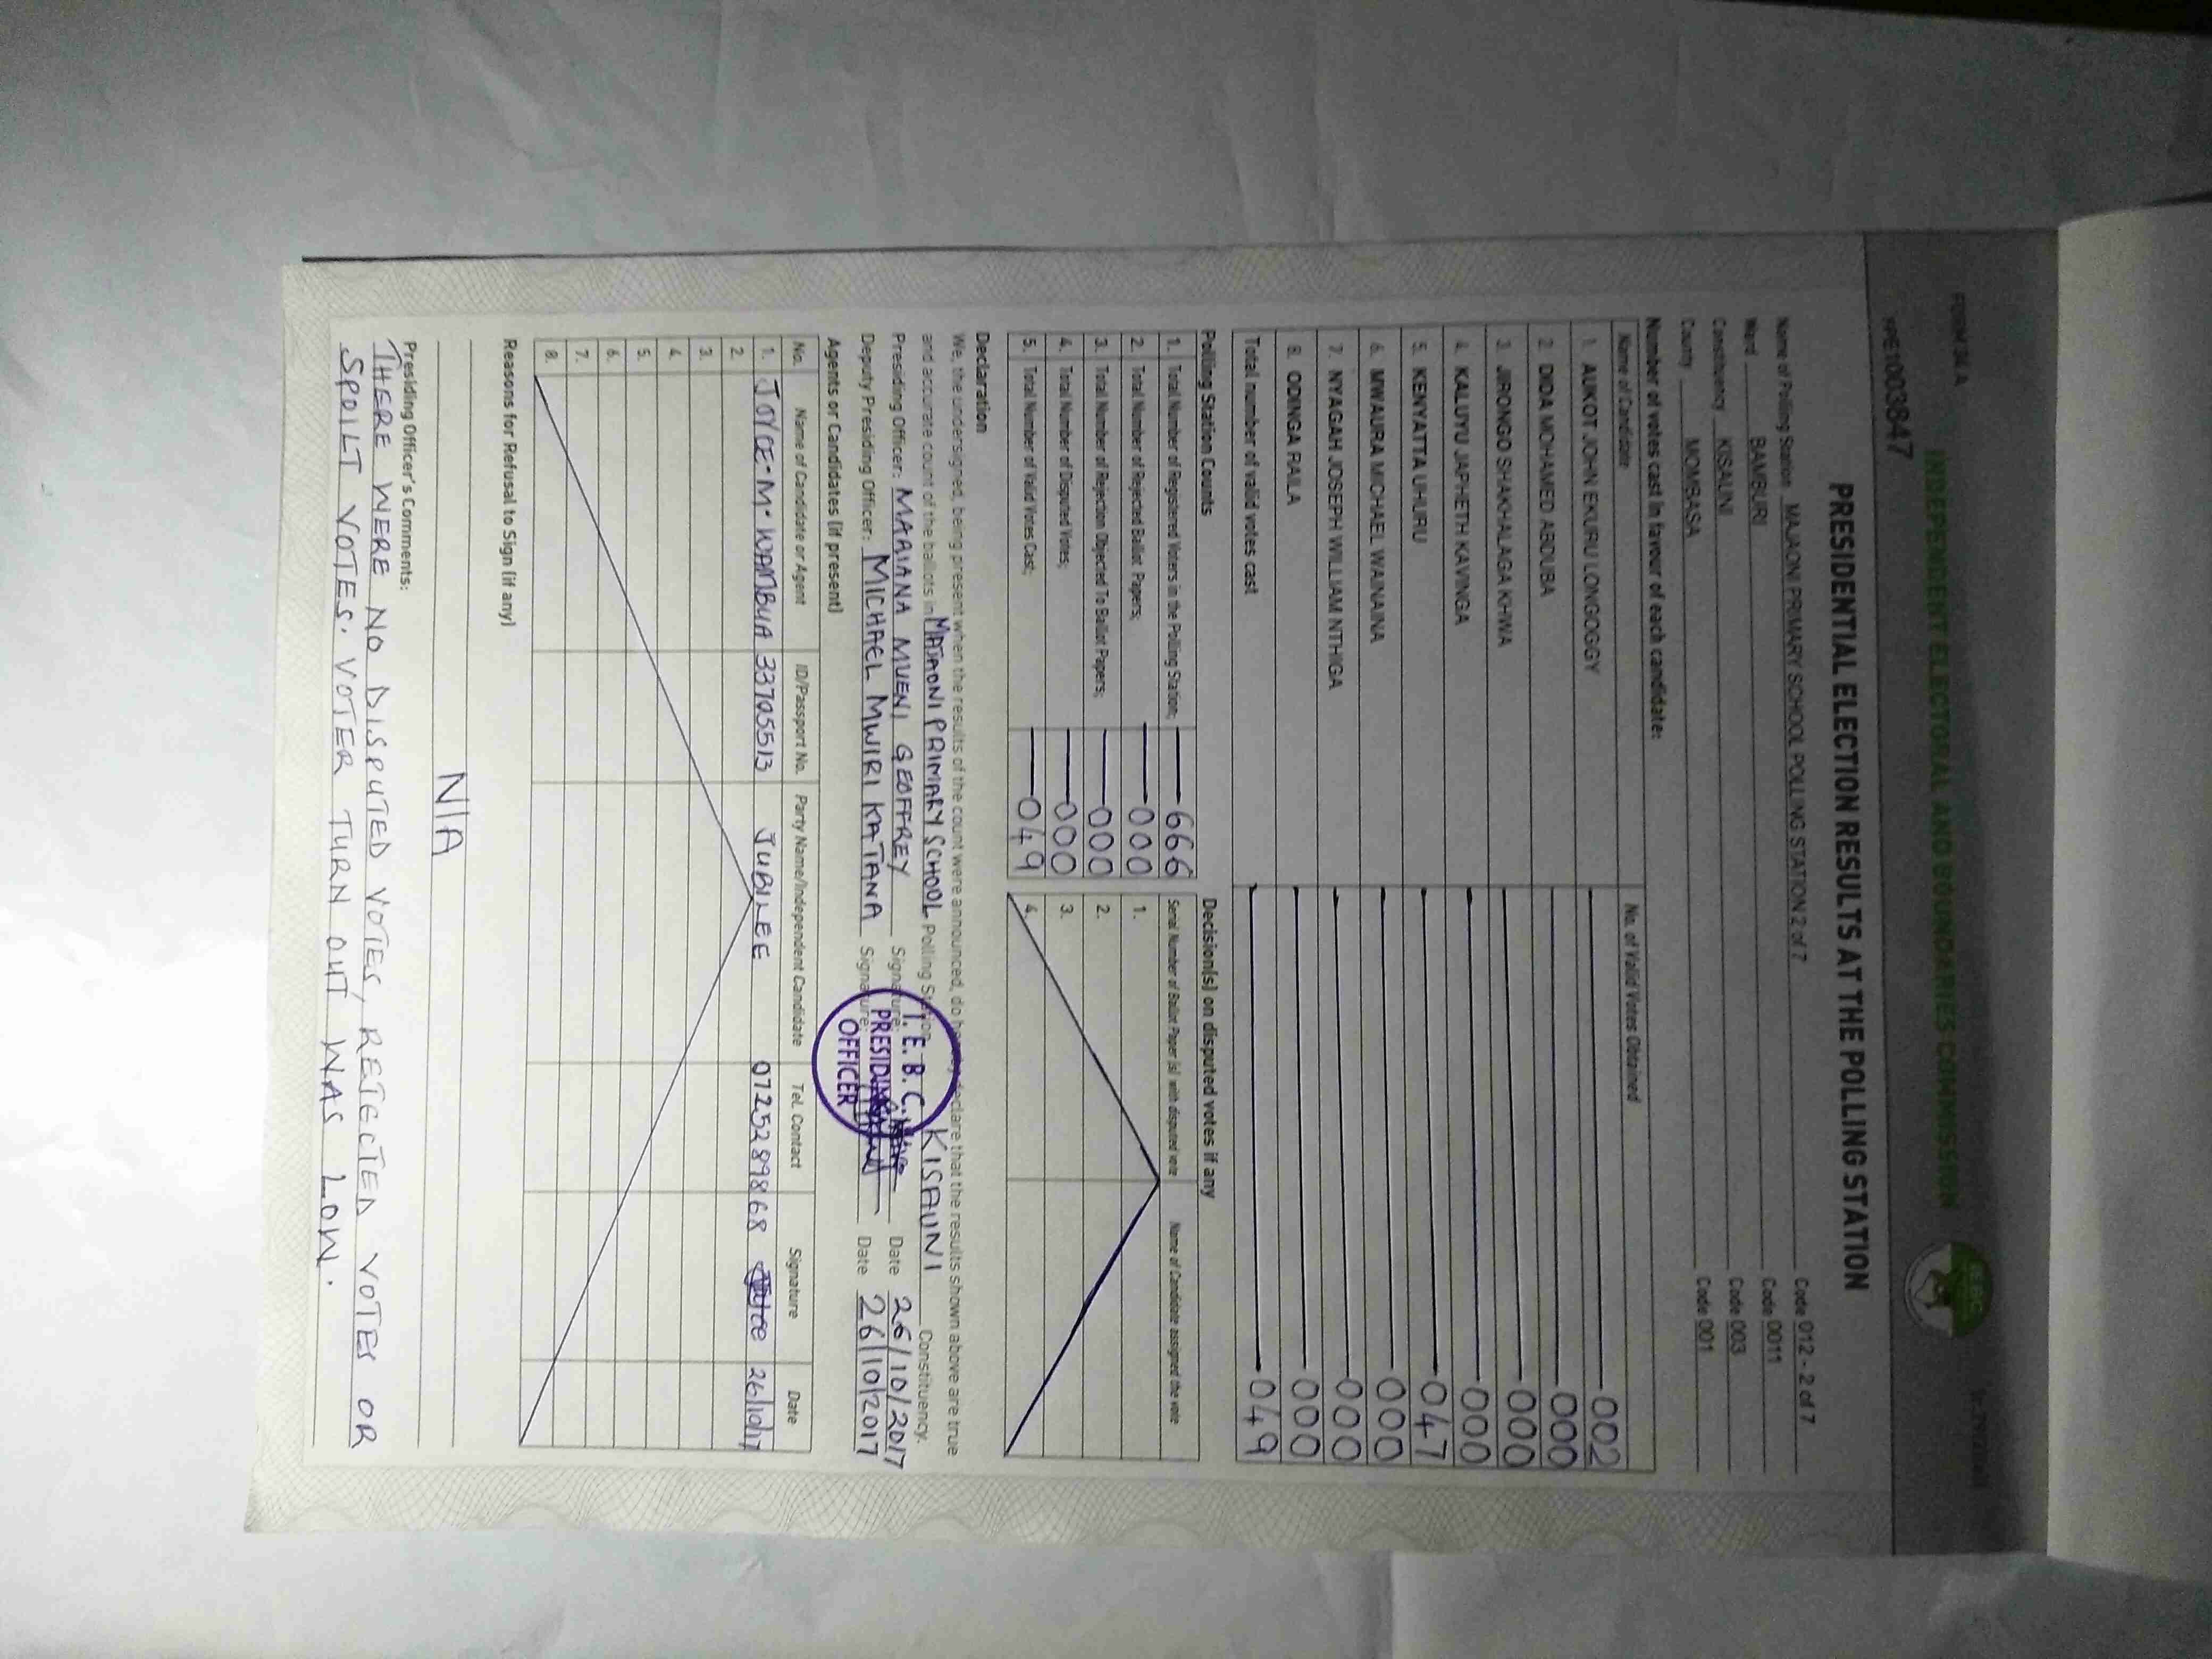 FORM 34 A
INDEPENDENT ELECTORAL AND BOUNDARIES COMMISSION
IEBC
PRESIDENTIAL ELECTION RESULTS AT THE POLLING STATION
Name of Polling Station MAJAONI PRIMARY SCHOOL POLLING STATION 2 of 7 Code 012 - 2 of 7
Ward BAMBURI Code 0011
Constituency KISAUNI Code 003
County MOMBASA Code 001
Number of votes cast in favour of each candidate:
Name of Candidate No. of Valid Votes Obtained
1. AUKOT JOHN EKURU LONGOGGY 002
2. DIDA MOHAMED ABDUBA 000
3. JIRONGO SHAKHALAGA KHWA 000
4. KALUYU JAPHETH KAVINGA 000
5. KENYATTA UHURU 047
6. MWAURA MICHAEL WAINAINA 000
7. NYAGAH JOSEPH WILLIAM NTHIGA 000
8. ODINGA RAILA 000
Total number of valid votes cast 049
Polling Station Counts Decision(s) on disputed votes if any
1. Total Number of Registered Voters in the Polling Station; 666 Serial Number of Ballot Paper (s) with disputed vote Name of Candidate assigned the vote
2. Total Number of Rejected Ballot Papers; 000 1.
3. Total Number of Rejection Objected To Ballot Papers; 000 2.
4. Total Number of Disputed Votes; 000 3.
5. Total Number of Valid Votes Cast; 049 4.
Declaration
We, the undersigned, being present when the results of the count were announced, do hereby declare that the results shown above are true
and accurate count of the ballots in MAJAONI PRIMARY SCHOOL Polling Station KISAUNI Constituency.
Presiding Officer: MAAIANA MUENI GEOFFREY Signature: Date 26/10/2017
Deputy Presiding Officer: MICHAEL MWIRI KATANA Signature: Date 26/10/2017
I. E. B. C.
PRESIDING
OFFICER
Agents or Candidates (if present)
No. Name of Candidate or Agent ID/Passport No. Party Name/Independent Candidate Tel. Contact Signature Date
1. JOYCE M. WAMBUA 33705513 JUBILEE 0725289868 26/10/17
2.
3.
4.
5.
6.
7.
8.
Reasons for Refusal to Sign (if any)
N/A
Presiding Officer's Comments:
THERE WERE NO DISPUTED VOTES, REJECTED VOTES OR
SPOILT VOTES. VOTER TURN OUT WAS LOW.